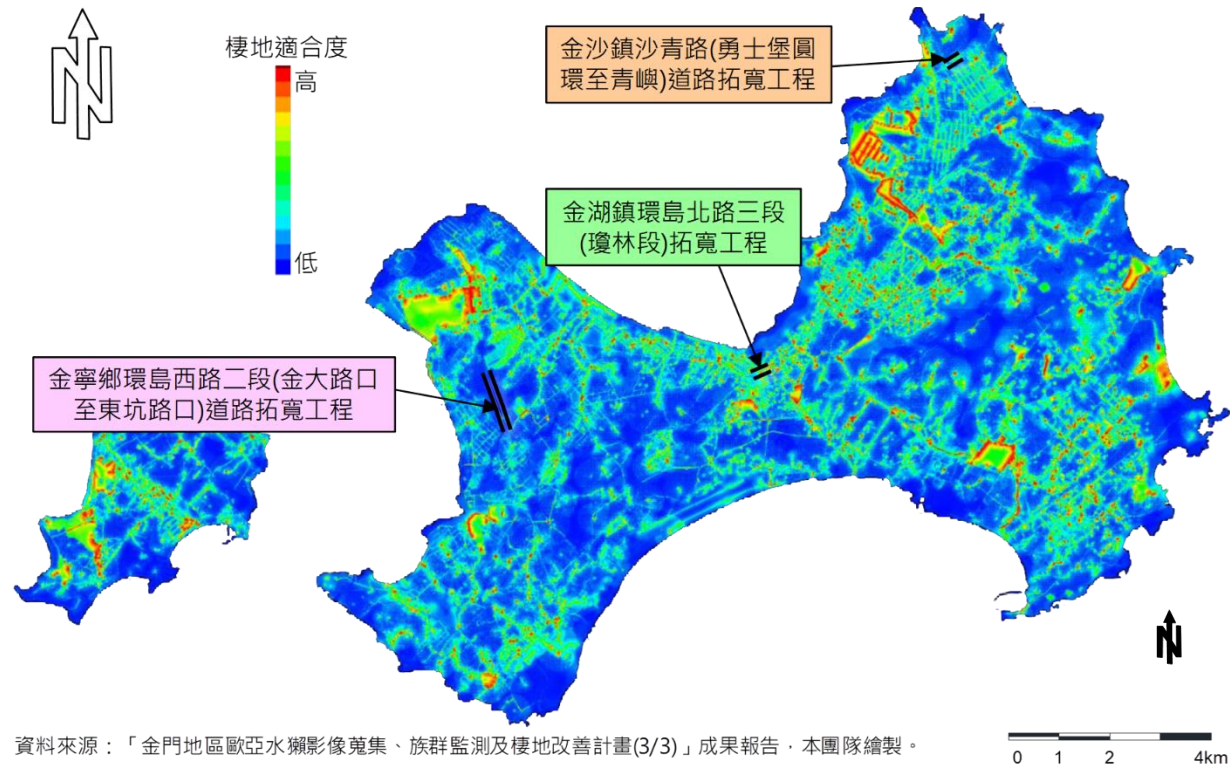 棲地適合度
高
低
金沙鎮沙青路(勇士堡圓
環至青嶼)道路拓寬工程
金湖鎮環島北路三段
(瓊林段)拓寬工程
金寧鄉環島西路二段(金大路口
至東坑路口)道路拓寬工程
N
N
資料來源：「金門地區歐亞水獺影像蒐集、族群監測及棲地改善計畫(3/3)」成果報告，本團隊繪製。
0 1 2 4km